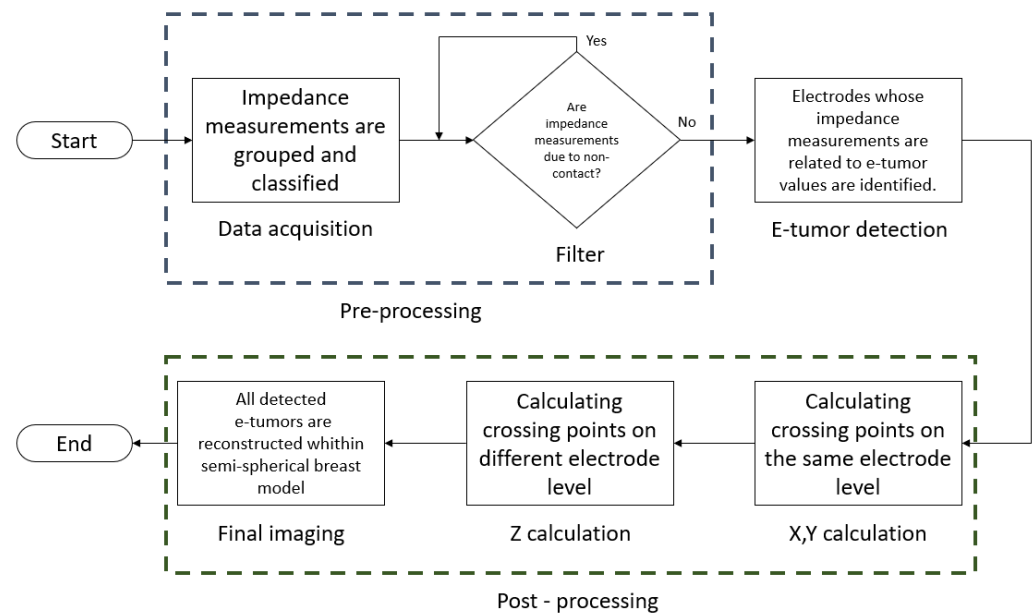 Start
Impedance
measurements are
grouped and
classified
Data acquisition
Yes
Are
impedance
measurements
due to non-
contact?
No
Filter
Pre-processing
Electrodes whose
impedance
measurements are
related to e-tumor
values are identified.
E-tumor detection
Calculating
crossing points on
the same electrode
level
X,Y calculation
Calculating
crossing points on
different electrode
level
Z calculation
All detected
e-tumors are
reconstructed whithin
semi-spherical breast
model
Final imaging
End
Post - processing